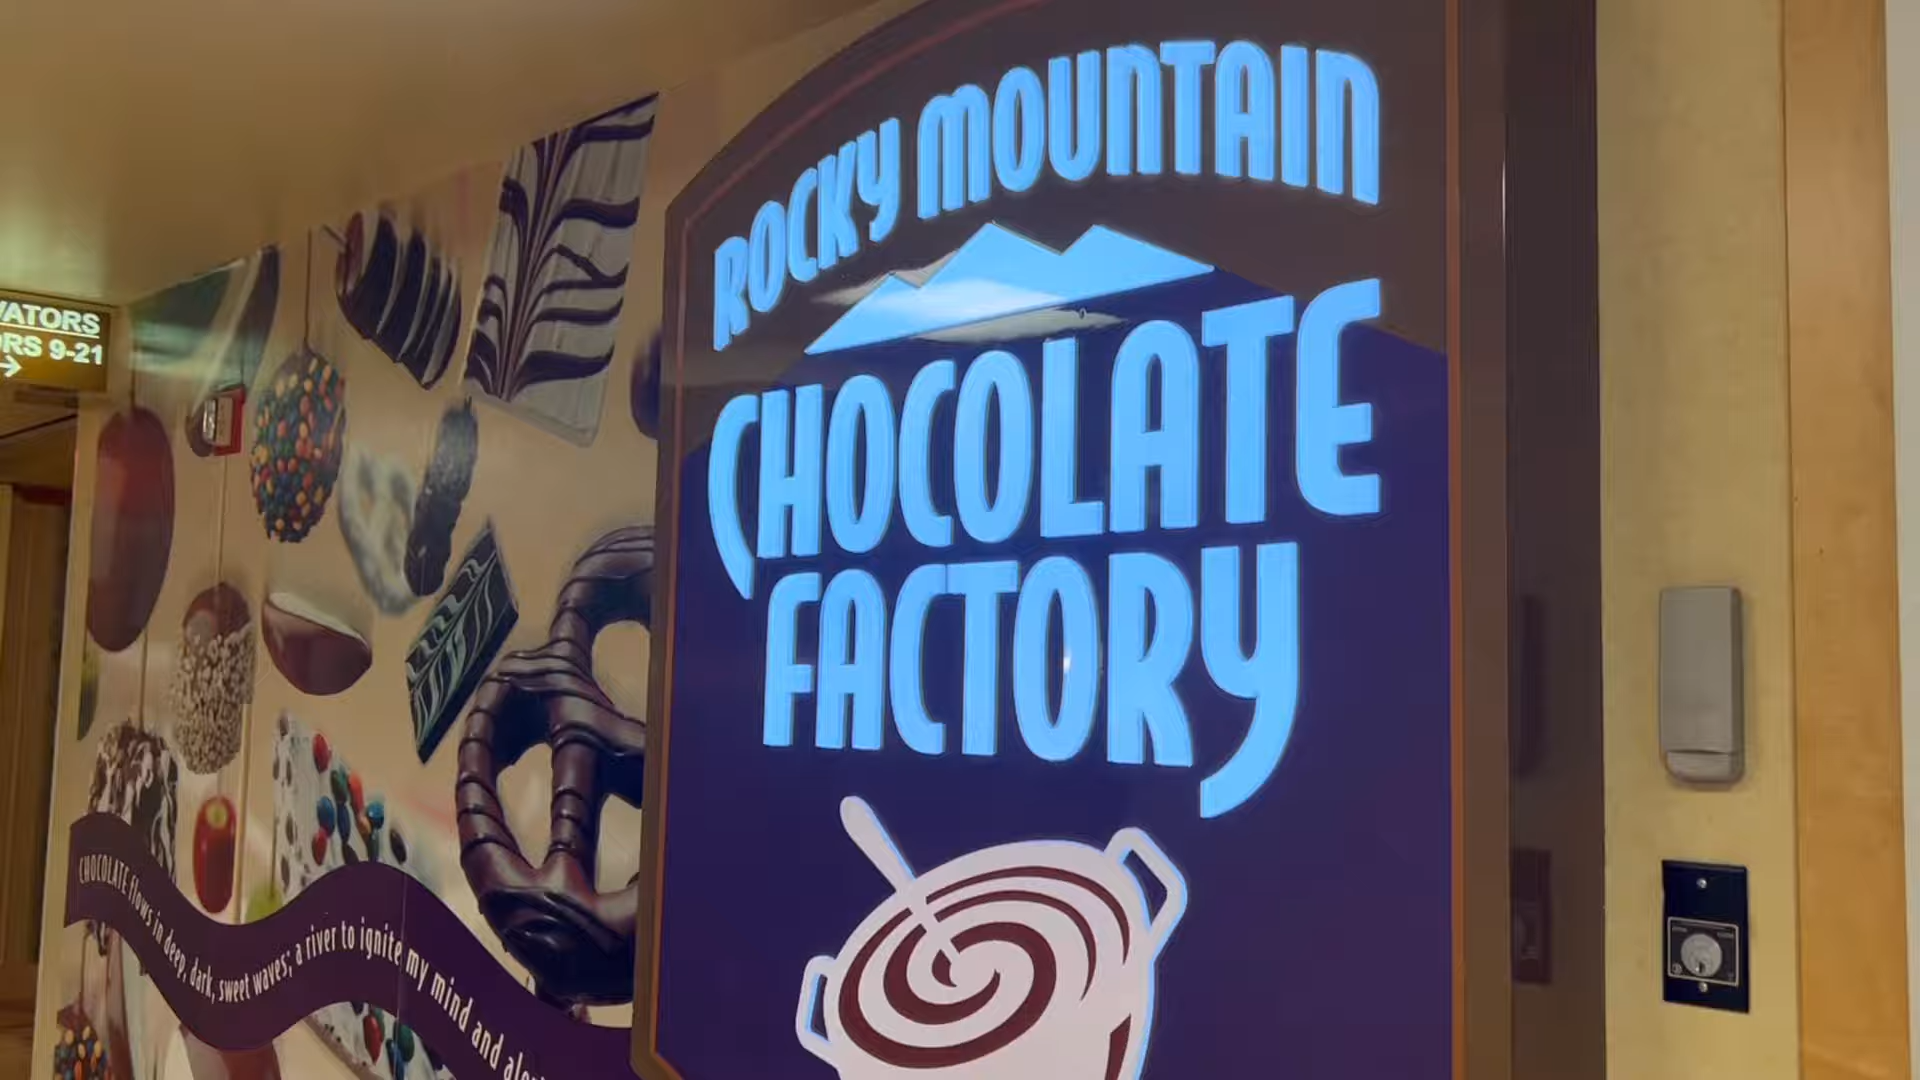 VATORS
ORS 9-21
→
ROCKY MOUNTAIN
CHOCOLATE
FACTORY
CHOCOLATE flows in deep, dark, sweet waves; a river to ignite my mind and